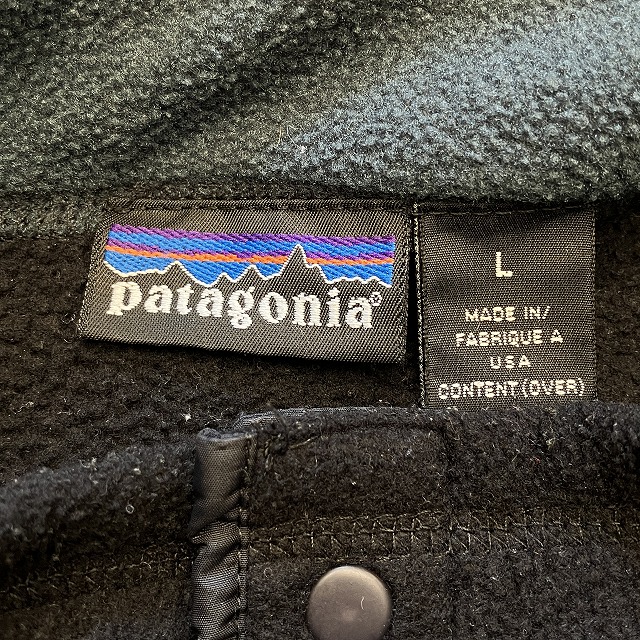 patagonia®
L
MADE IN/
FABRIQUE A
USA
CONTENT (OVER)